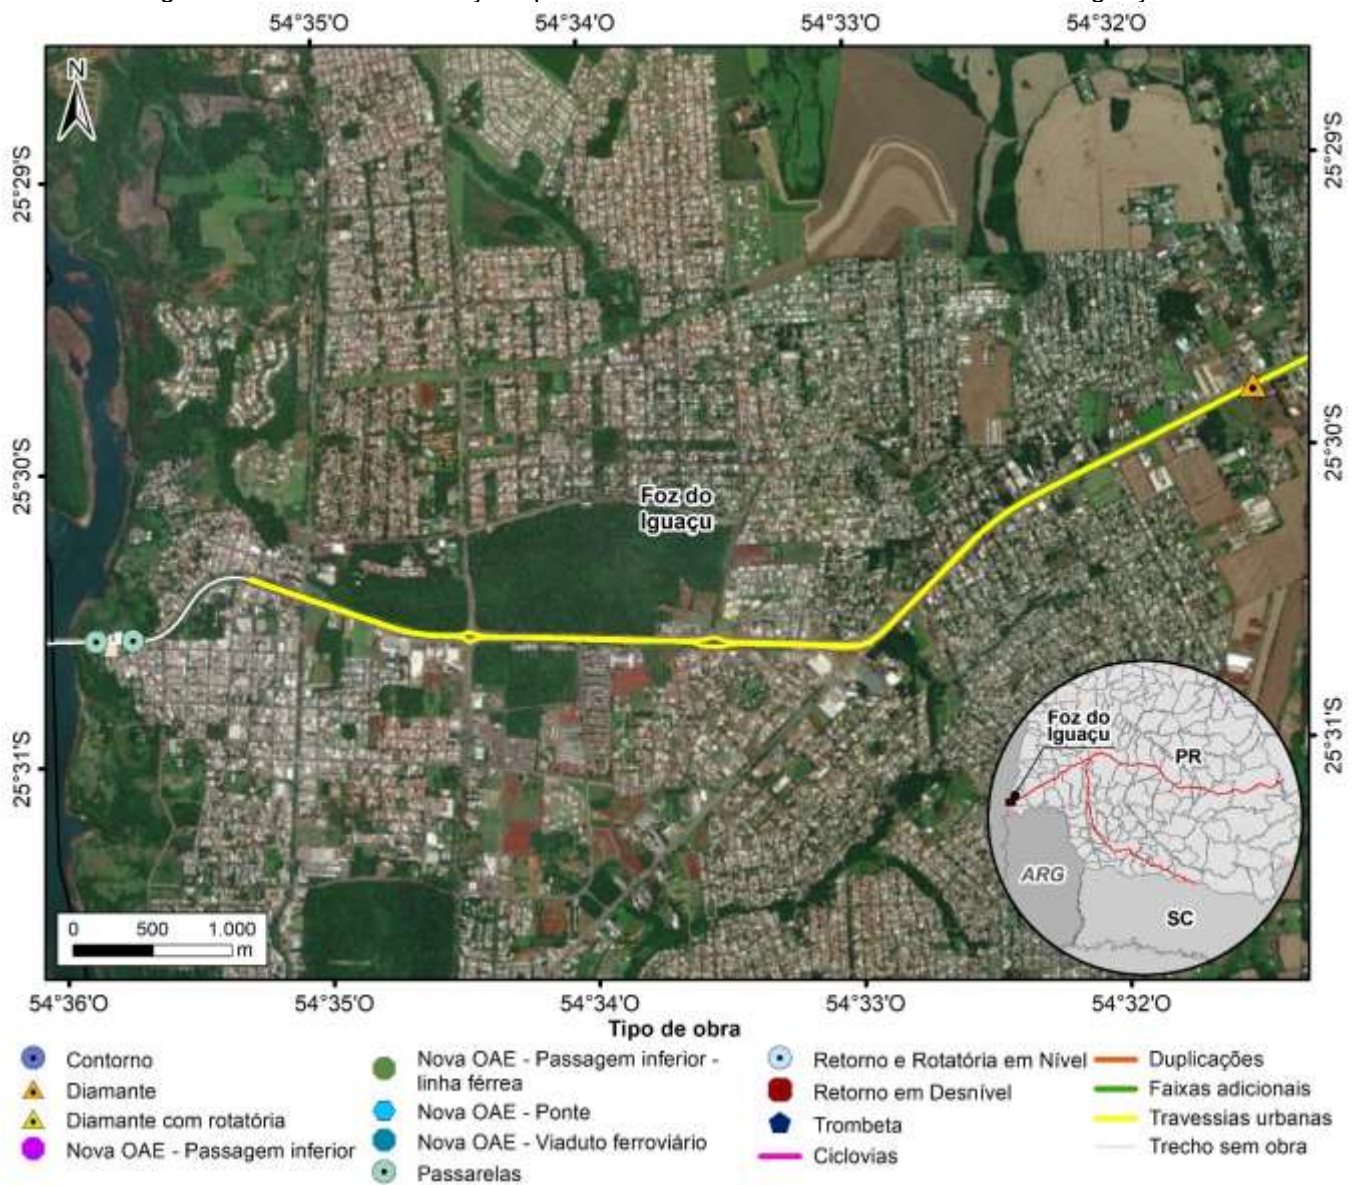 54°35'O 54°34'O 54°33'O 54°32'O
N
25°29'S
25°29'S
25°30'S
25°30'S
Foz do
Iguaçu
25°31'S
25°31'S
Foz do
Iguaçu
PR
ARG
SC
0 500 1.000
m
54°36'O 54°35'O 54°34'O 54°33'O 54°32'O
Tipo de obra
Contorno
Diamante
Diamante com rotatória
Nova OAE - Passagem inferior
Nova OAE - Passagem inferior -
linha férrea
Nova OAE - Ponte
Nova OAE - Viaduto ferroviário
Passarelas
Retorno e Rotatória em Nível
Retorno em Desnível
Trombeta
Ciclovias
Duplicações
Faixas adicionais
Travessias urbanas
Trecho sem obra